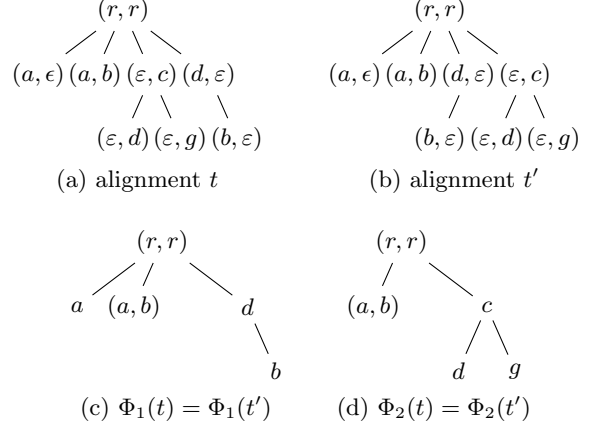 (r, r) (r, r)
(a, ϵ) (a, b) (ε, c) (d, ε) (a, ϵ) (a, b) (d, ε) (ε, c)
(ε, d) (ε, g) (b, ε) (b, ε) (ε, d) (ε, g)
(a) alignment t (b) alignment t′
(r, r) (r, r)
a (a, b) d (a, b) c
b d g
(c) Φ₁(t) = Φ₁(t′) (d) Φ₂(t) = Φ₂(t′)